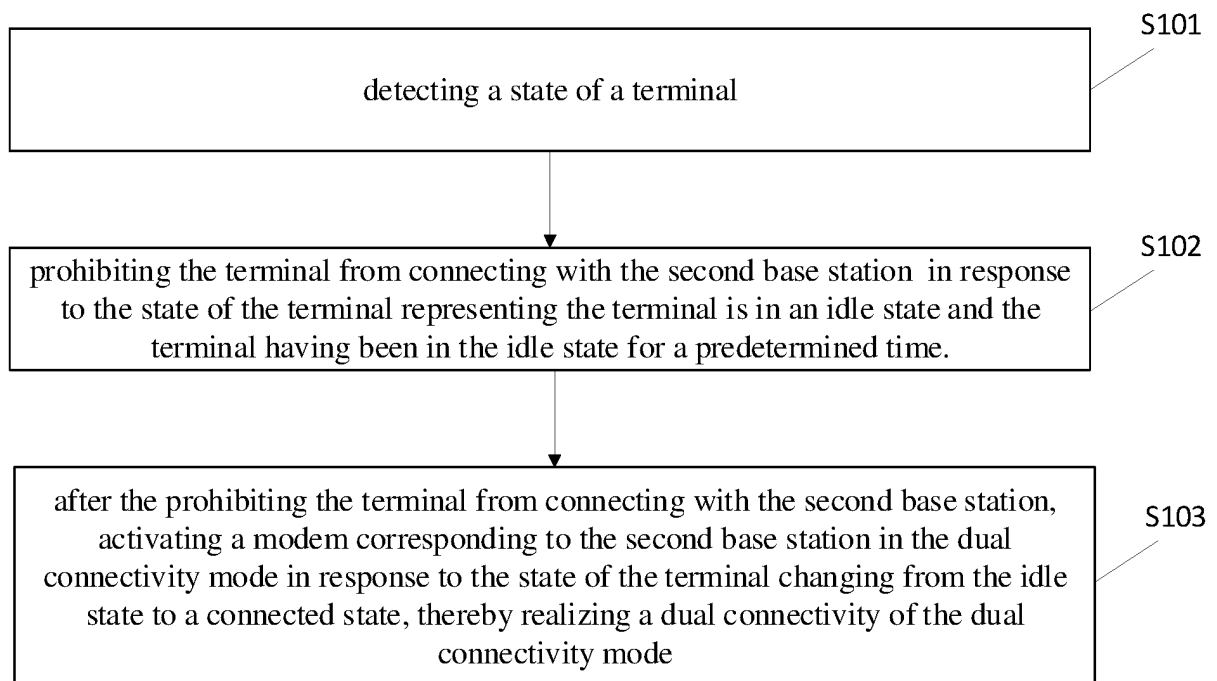 S101
detecting a state of a terminal
S102
prohibiting the terminal from connecting with the second base station in response
to the state of the terminal representing the terminal is in an idle state and the
terminal having been in the idle state for a predetermined time.
after the prohibiting the terminal from connecting with the second base station,
S103
activating a modem corresponding to the second base station in the dual
connectivity mode in response to the state of the terminal changing from the idle
state to a connected state, thereby realizing a dual connectivity of the dual
connectivity mode